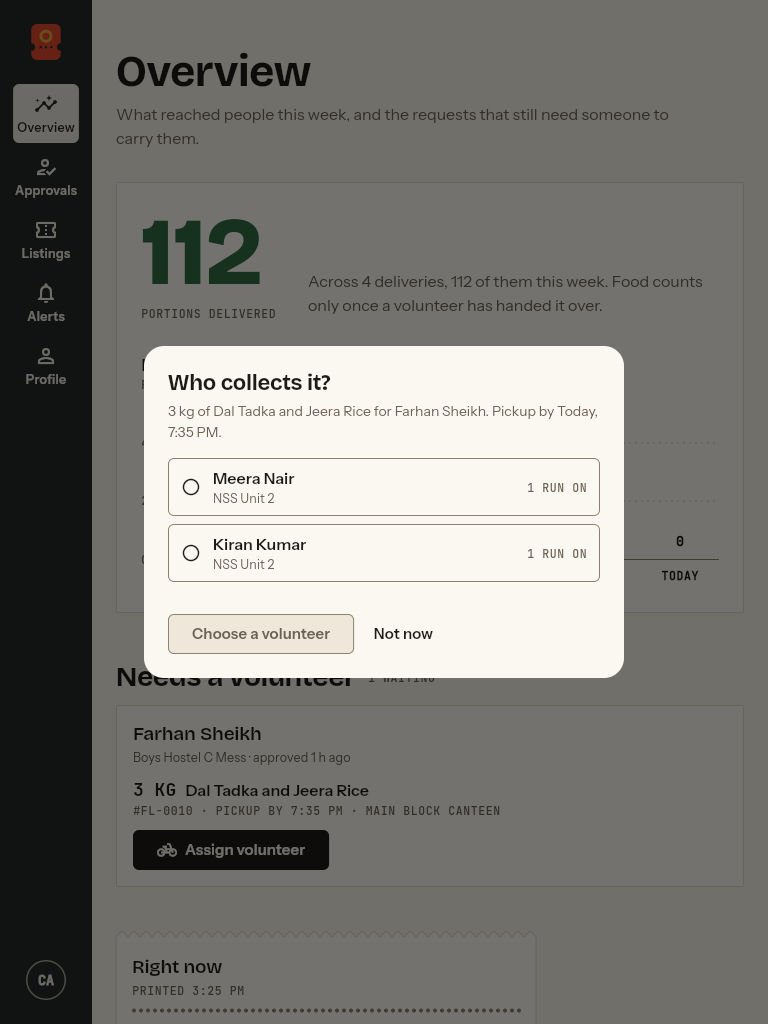 Overview
What reached people this week, and the requests that still need someone to
carry them.
Overview
Approvals
Listings
Alerts
Profile
CA
112
PORTIONS DELIVERED
Across 4 deliveries, 112 of them this week. Food counts
only once a volunteer has handed it over.
0
TODAY
Who collects it?
3 kg of Dal Tadka and Jeera Rice for Farhan Sheikh. Pickup by Today,
7:35 PM.
Meera Nair
NSS Unit 2
1 RUN ON
Kiran Kumar
NSS Unit 2
1 RUN ON
Choose a volunteer
Not now
Needs a volunteer
1 WAITING
Farhan Sheikh
Boys Hostel C Mess · approved 1 h ago
3 KG Dal Tadka and Jeera Rice
#FL-0010 · PICKUP BY 7:35 PM · MAIN BLOCK CANTEEN
Assign volunteer
Right now
PRINTED 3:25 PM